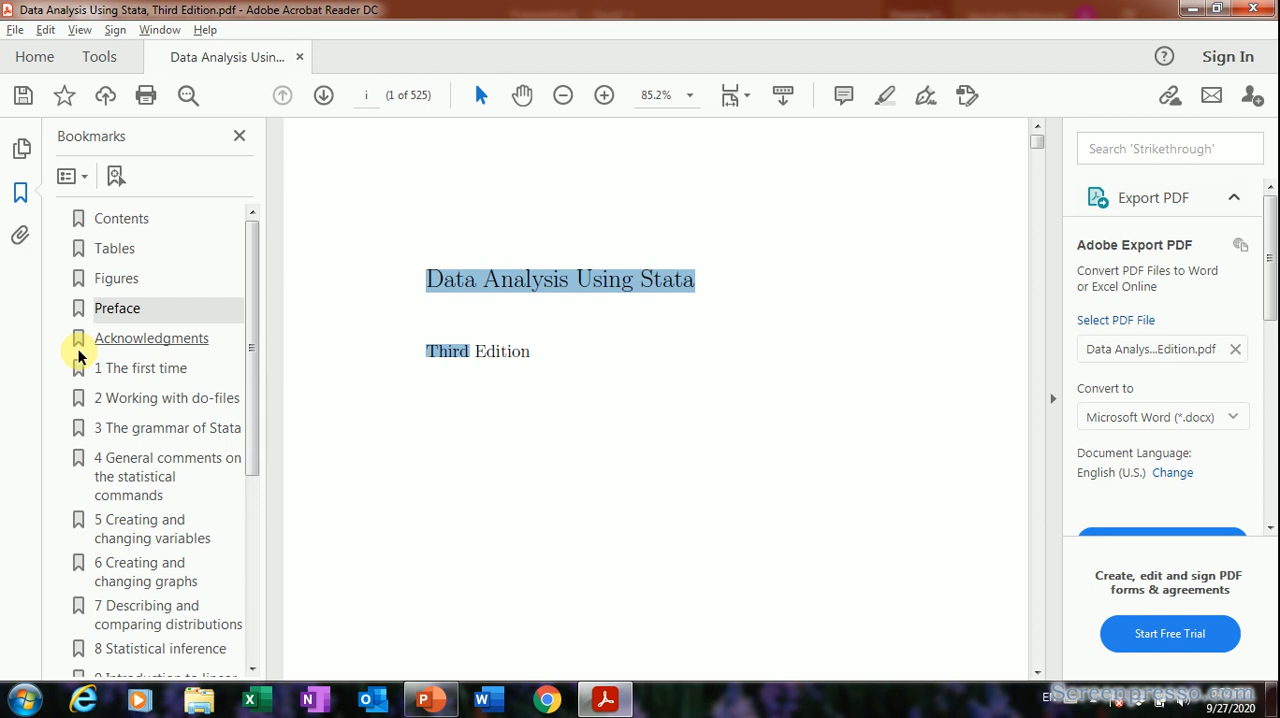 Data Analysis Using Stata, Third Edition.pdf - Adobe Acrobat Reader DC
File Edit View Sign Window Help
Home Tools Data Analysis Usin... × Sign In
i (1 of 525) 85.2%
Bookmarks
Contents
Tables
Figures
Preface
Acknowledgments
1 The first time
2 Working with do-files
3 The grammar of Stata
4 General comments on
the statistical
commands
5 Creating and
changing variables
6 Creating and
changing graphs
7 Describing and
comparing distributions
8 Statistical inference
9 Introduction to linear
Data Analysis Using Stata
Third Edition
Search 'Strikethrough'
Export PDF
Adobe Export PDF
Convert PDF Files to Word
or Excel Online
Select PDF File
Data Analys...Edition.pdf
Convert to
Microsoft Word (*.docx)
Document Language:
English (U.S.) Change
Create, edit and sign PDF
forms & agreements
Start Free Trial
EN
Screenpresso.com
9/27/2020